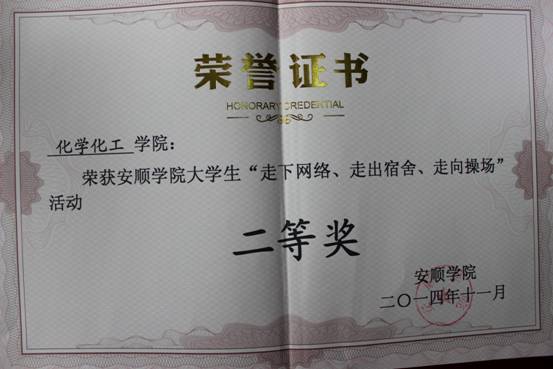 荣誉证书
HONORARY CREDENTIAL
化学化工 学院：
荣获安顺学院大学生“走下网络、走出宿舍、走向操场”
活动
二等奖
安顺学院
二〇一四年十一月